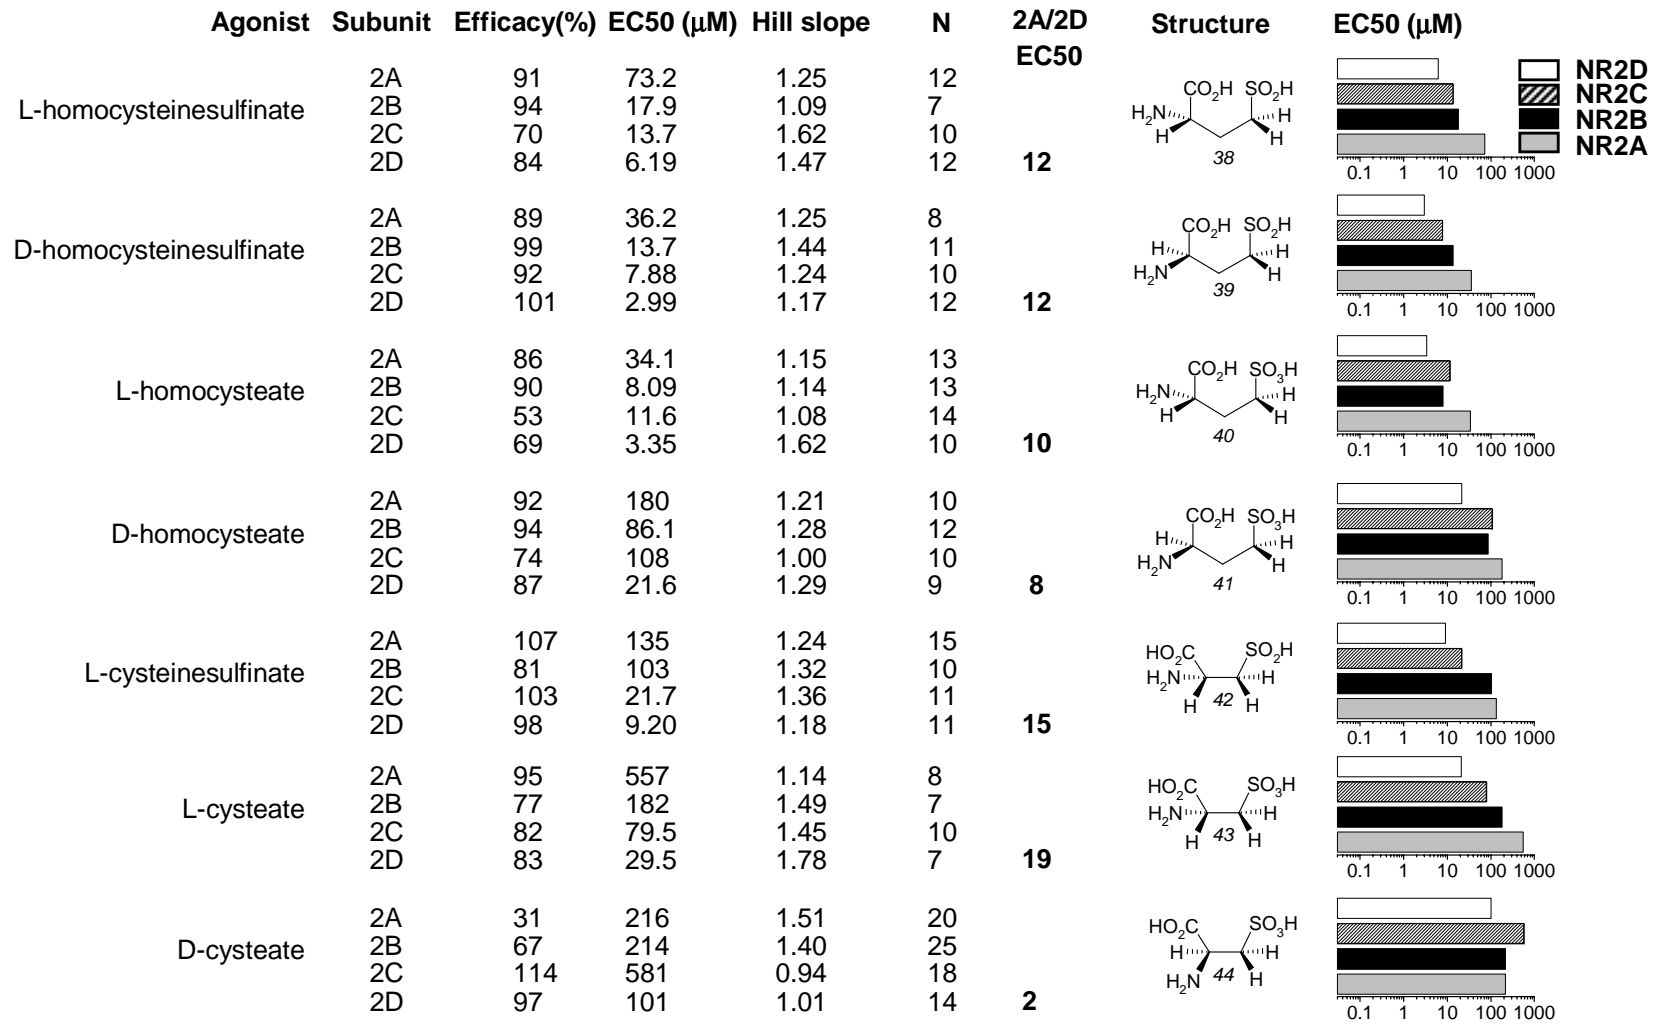 Agonist Subunit Efficacy(%) EC50 (μM) Hill slope N 2A/2D EC50 Structure EC50 (μM)
NR2D
NR2C
NR2B
NR2A
L-homocysteinesulfinate
2A 91 73.2 1.25 12
2B 94 17.9 1.09 7
2C 70 13.7 1.62 10
2D 84 6.19 1.47 12 12
CO2H SO2H
H2N H
H H
38
0.1 1 10 100 1000
D-homocysteinesulfinate
2A 89 36.2 1.25 8
2B 99 13.7 1.44 11
2C 92 7.88 1.24 10
2D 101 2.99 1.17 12 12
CO2H SO2H
H H
H2N H
39
0.1 1 10 100 1000
L-homocysteate
2A 86 34.1 1.15 13
2B 90 8.09 1.14 13
2C 53 11.6 1.08 14
2D 69 3.35 1.62 10 10
CO2H SO3H
H2N H
H H
40
0.1 1 10 100 1000
D-homocysteate
2A 92 180 1.21 10
2B 94 86.1 1.28 12
2C 74 108 1.00 10
2D 87 21.6 1.29 9 8
CO2H SO3H
H H
H2N H
41
0.1 1 10 100 1000
L-cysteinesulfinate
2A 107 135 1.24 15
2B 81 103 1.32 10
2C 103 21.7 1.36 11
2D 98 9.20 1.18 11 15
HO2C SO2H
H2N H
H 42 H
0.1 1 10 100 1000
L-cysteate
2A 95 557 1.14 8
2B 77 182 1.49 7
2C 82 79.5 1.45 10
2D 83 29.5 1.78 7 19
HO2C SO3H
H2N H
H 43 H
0.1 1 10 100 1000
D-cysteate
2A 31 216 1.51 20
2B 67 214 1.40 25
2C 114 581 0.94 18
2D 97 101 1.01 14 2
HO2C SO3H
H H
H2N 44 H
0.1 1 10 100 1000